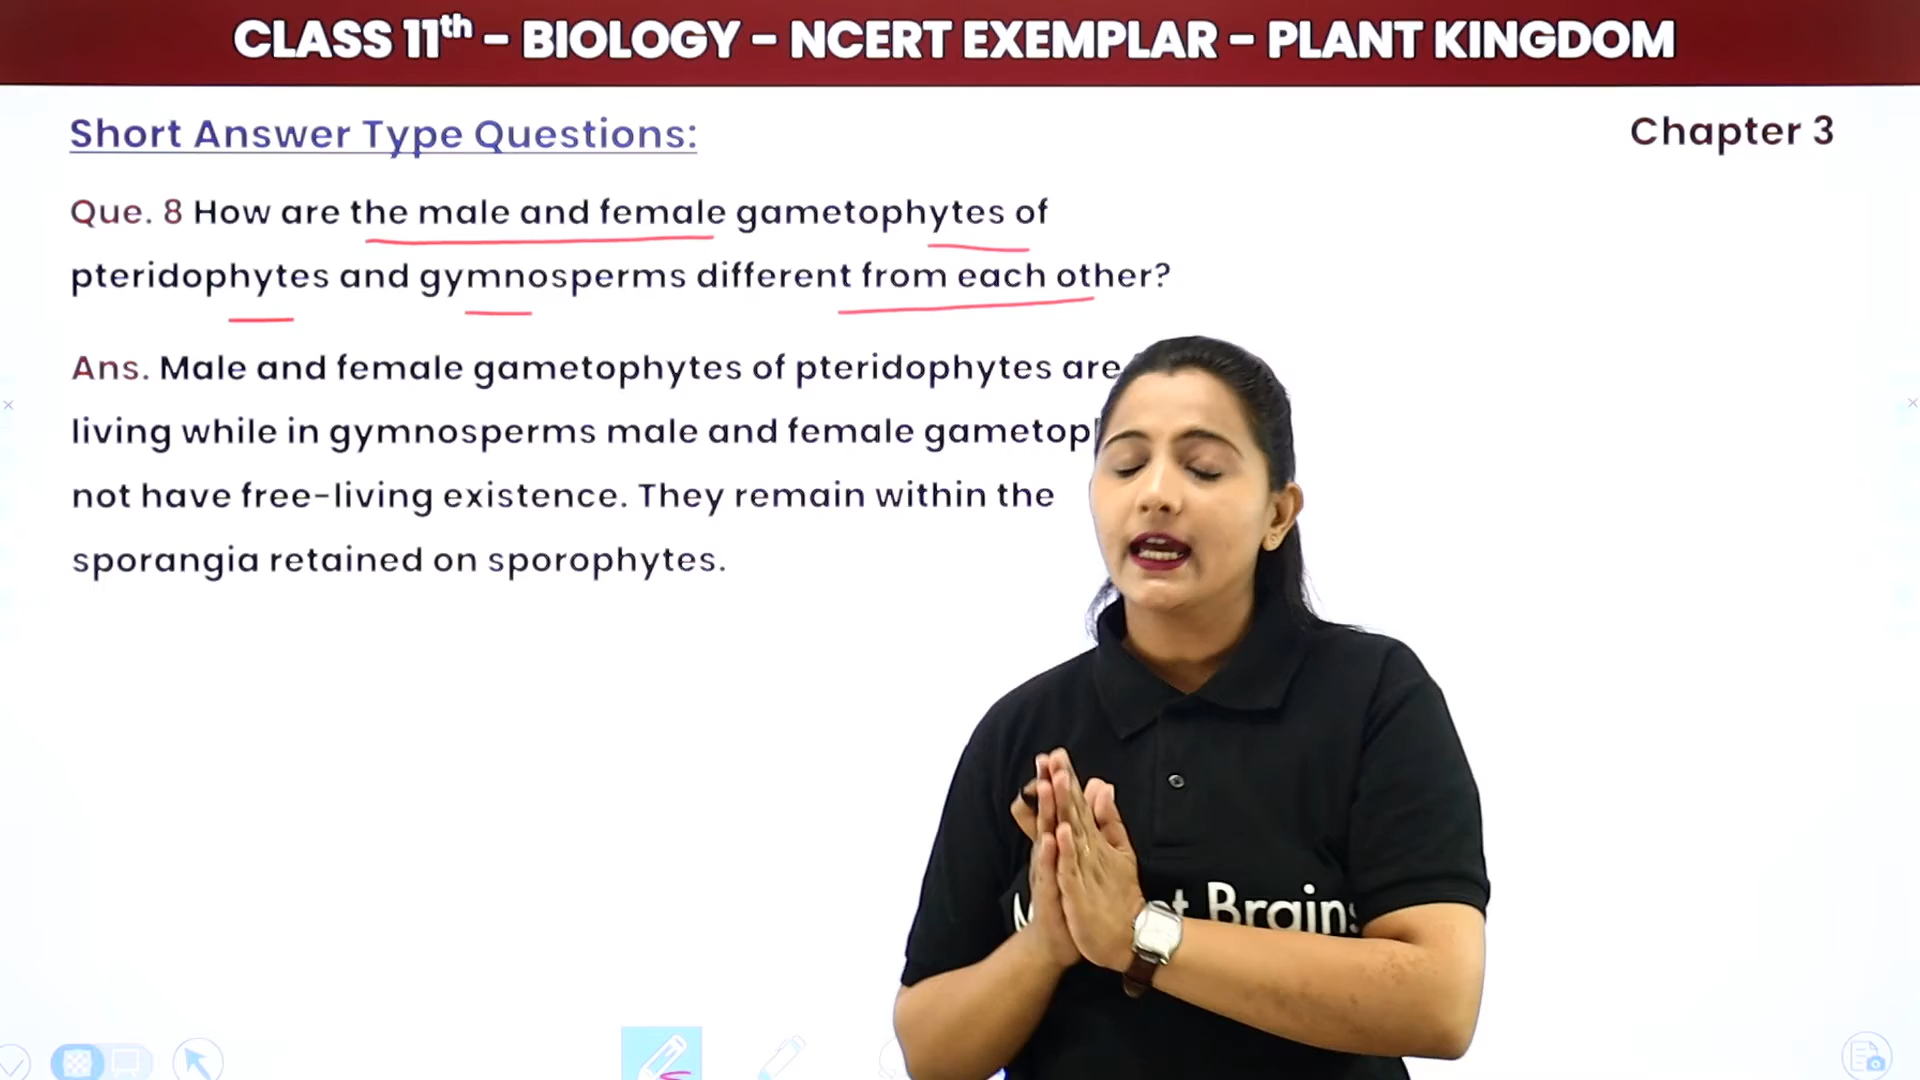 CLASS 11th - BIOLOGY - NCERT EXEMPLAR - PLANT KINGDOM
Short Answer Type Questions:
Chapter 3
Que. 8 How are the male and female gametophytes of
pteridophytes and gymnosperms different from each other?
Ans. Male and female gametophytes of pteridophytes are
living while in gymnosperms male and female
not have free-living existence. They remain within the
sporangia retained on sporophytes.
Brains